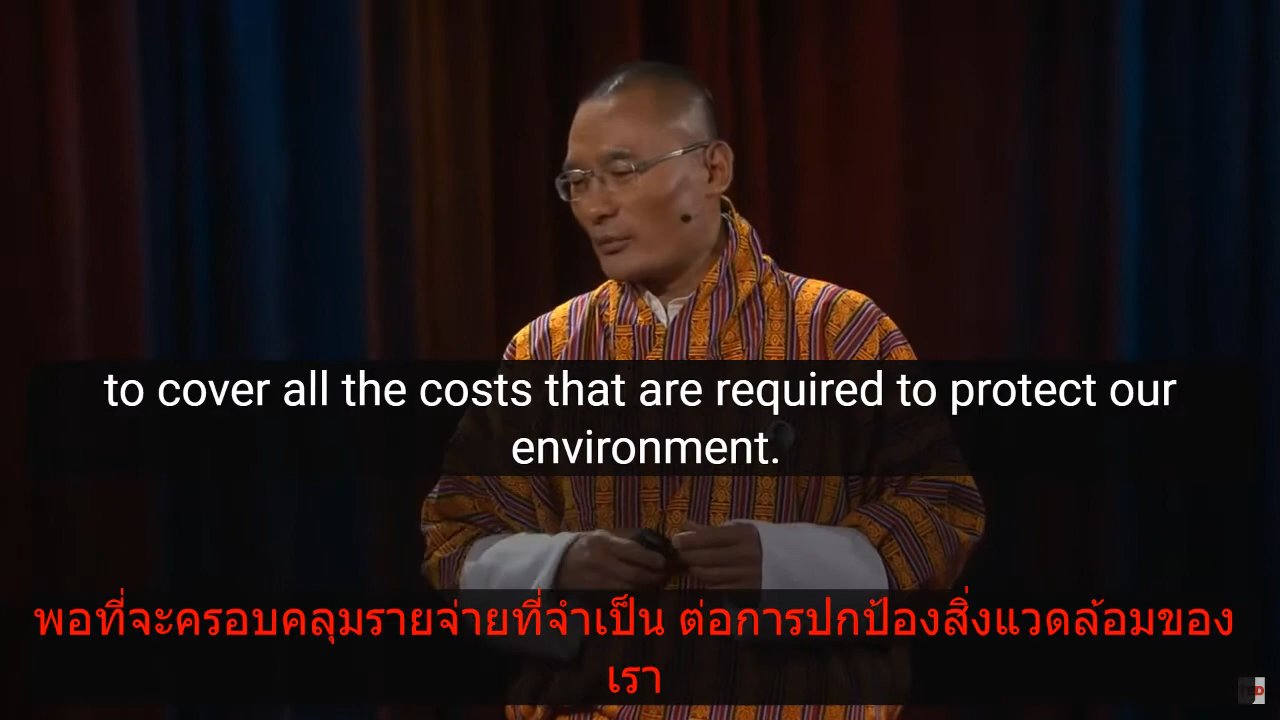 to cover all the costs that are required to protect our
environment.
พอที่จะครอบคลุมรายจ่ายที่จำเป็น ต่อการปกป้องสิ่งแวดล้อมของ
เรา
TED